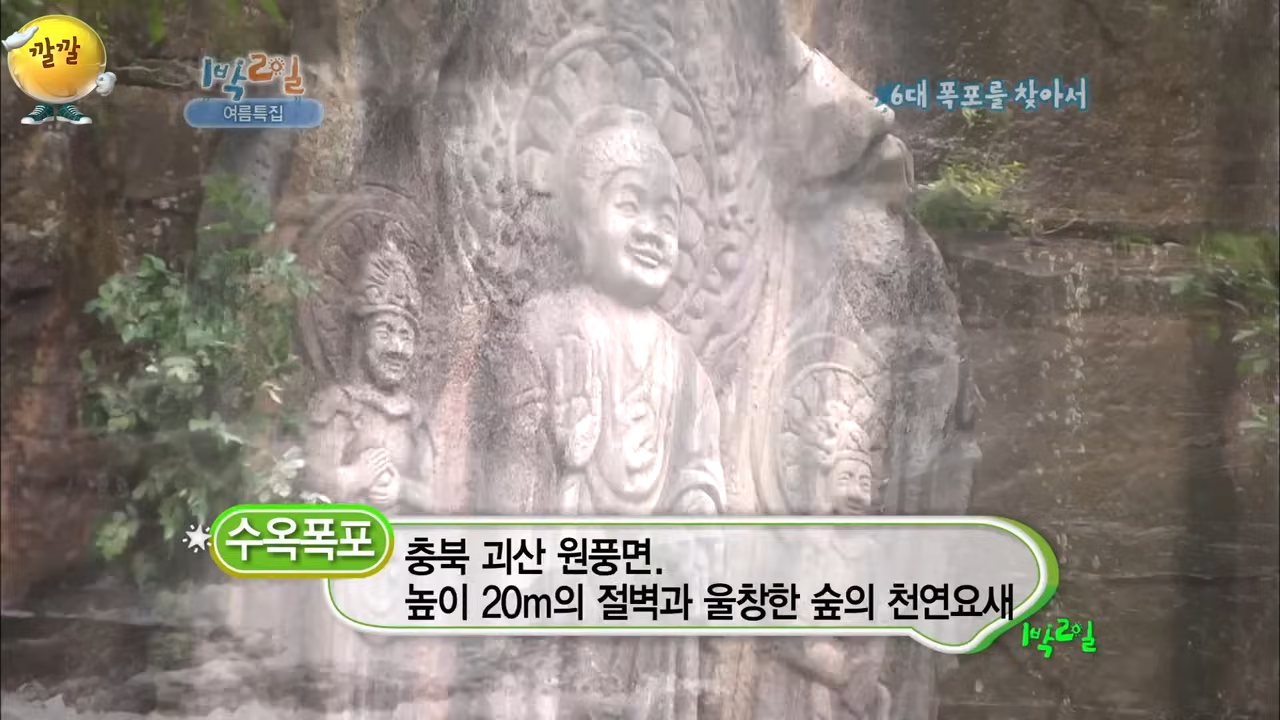 깔깔
1박2일
여름특집
6대 폭포를 찾아서
수옥폭포
충북 괴산 원풍면.
높이 20m의 절벽과 울창한 숲의 천연요새
1박2일